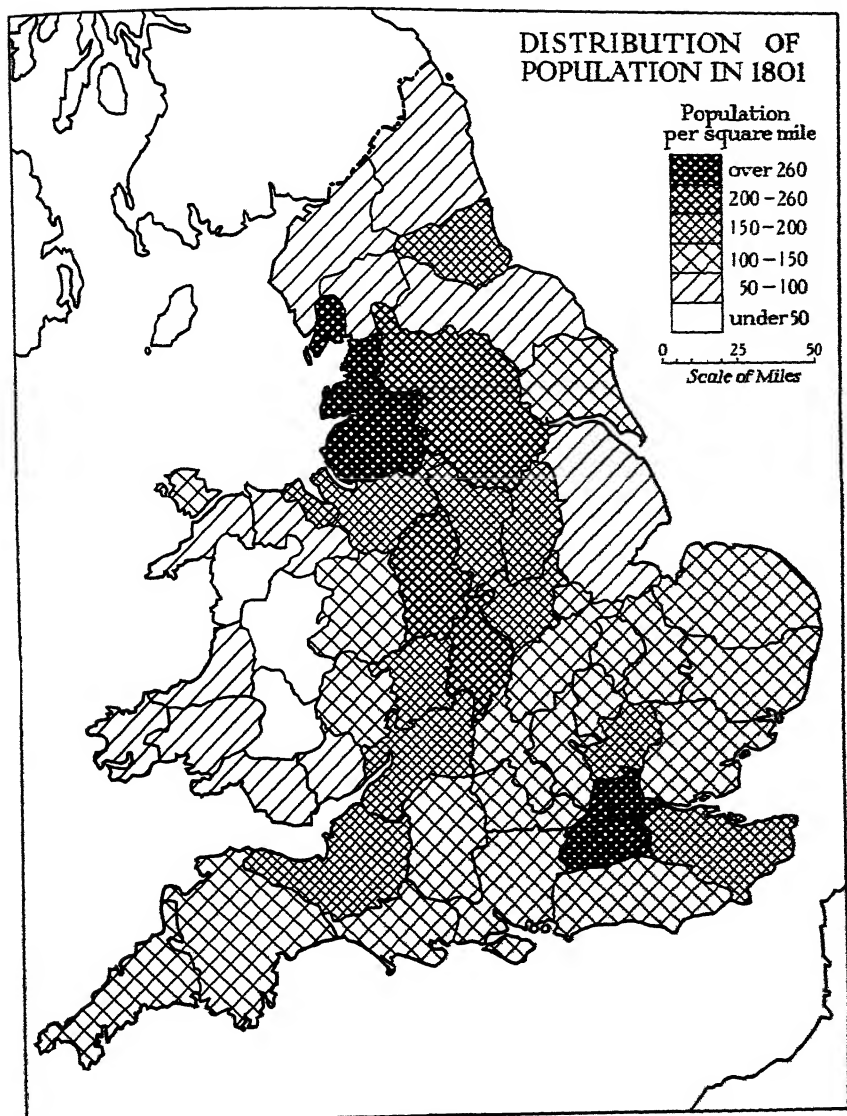 DISTRIBUTION OF
POPULATION IN 1801
Population
per square mile
over 260
200-260
150-200
100-150
50-100
under 50
0 25 50
Scale of Miles